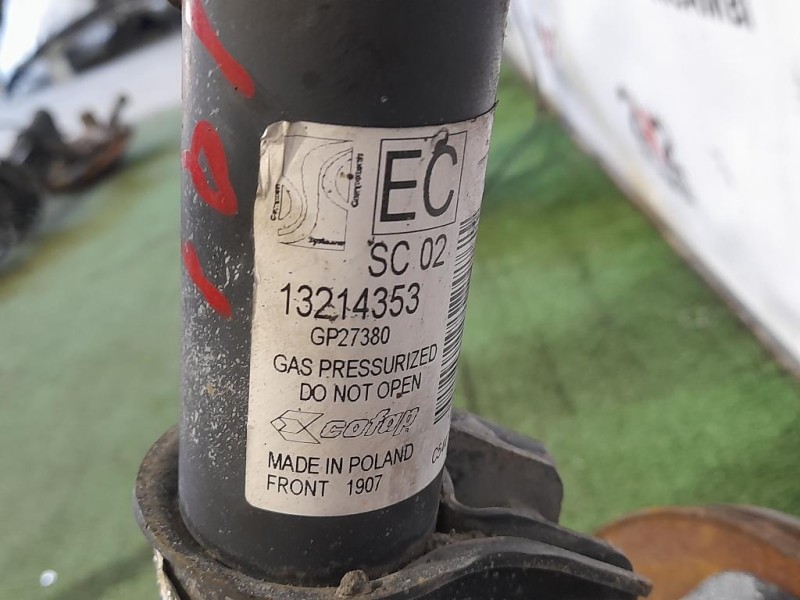 EC
SC 02
13214353
GP27380
GAS PRESSURIZED
DO NOT OPEN
cofap
MADE IN POLAND
FRONT 1907